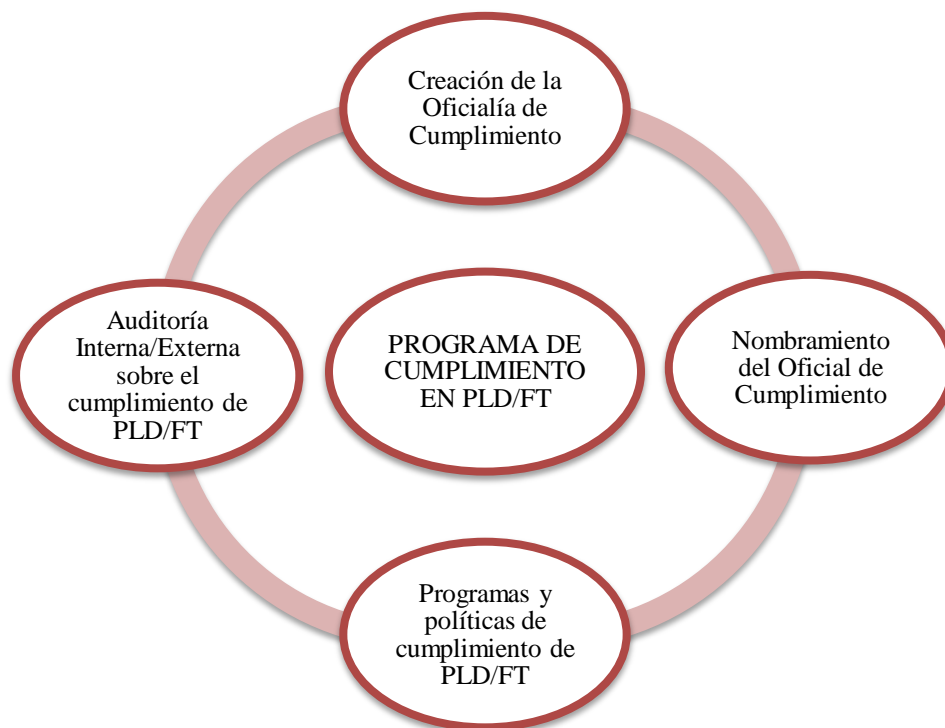 Creación de la
Oficialía de
Cumplimiento
Auditoría
Interna/Externa
sobre el
cumplimiento de
PLD/FT
PROGRAMA DE
CUMPLIMIENTO
EN PLD/FT
Nombramiento
del Oficial de
Cumplimiento
Programas y
políticas de
cumplimiento de
PLD/FT